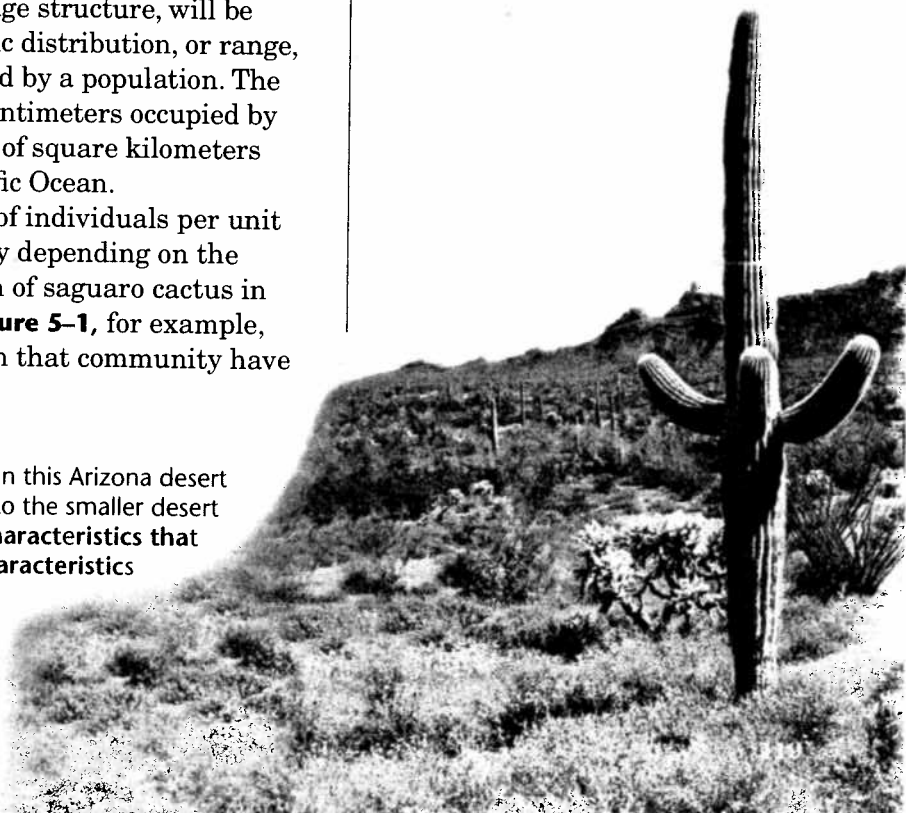 ge structure, will be
c distribution, or range,
d by a population. The
ntimeters occupied by
of square kilometers
fic Ocean.
of individuals per unit
y depending on the
n of saguaro cactus in
ure 5–1, for example,
n that community have
n this Arizona desert
o the smaller desert
aracteristics that
aracteristics